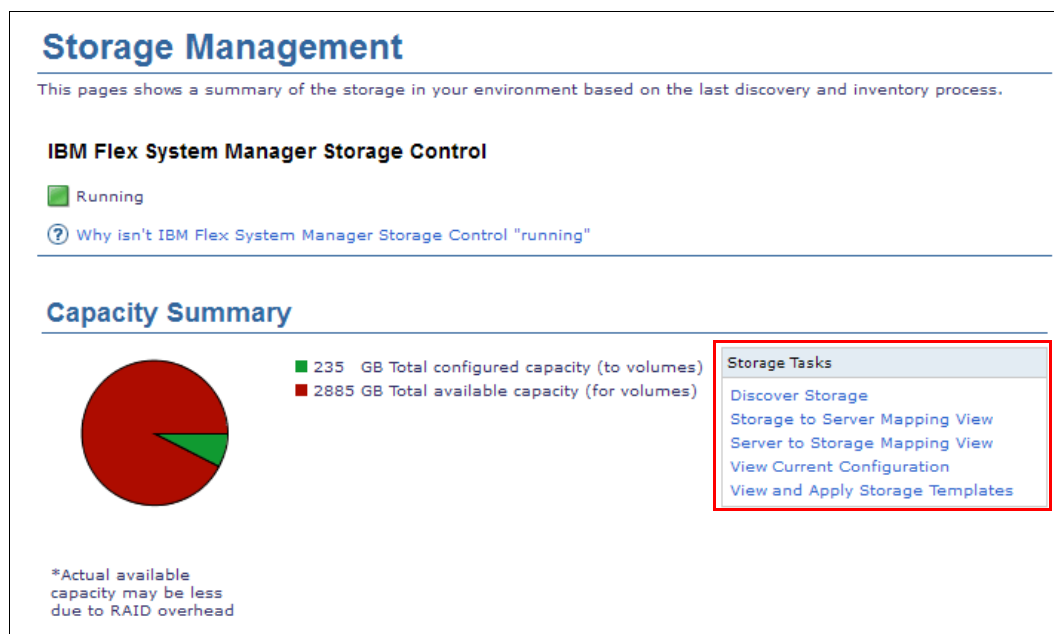 Storage Management
This pages shows a summary of the storage in your environment based on the last discovery and inventory process.
IBM Flex System Manager Storage Control
Running
? Why isn't IBM Flex System Manager Storage Control "running"
Capacity Summary
235 GB Total configured capacity (to volumes)
2885 GB Total available capacity (for volumes)
Storage Tasks
Discover Storage
Storage to Server Mapping View
Server to Storage Mapping View
View Current Configuration
View and Apply Storage Templates
*Actual available
capacity may be less
due to RAID overhead